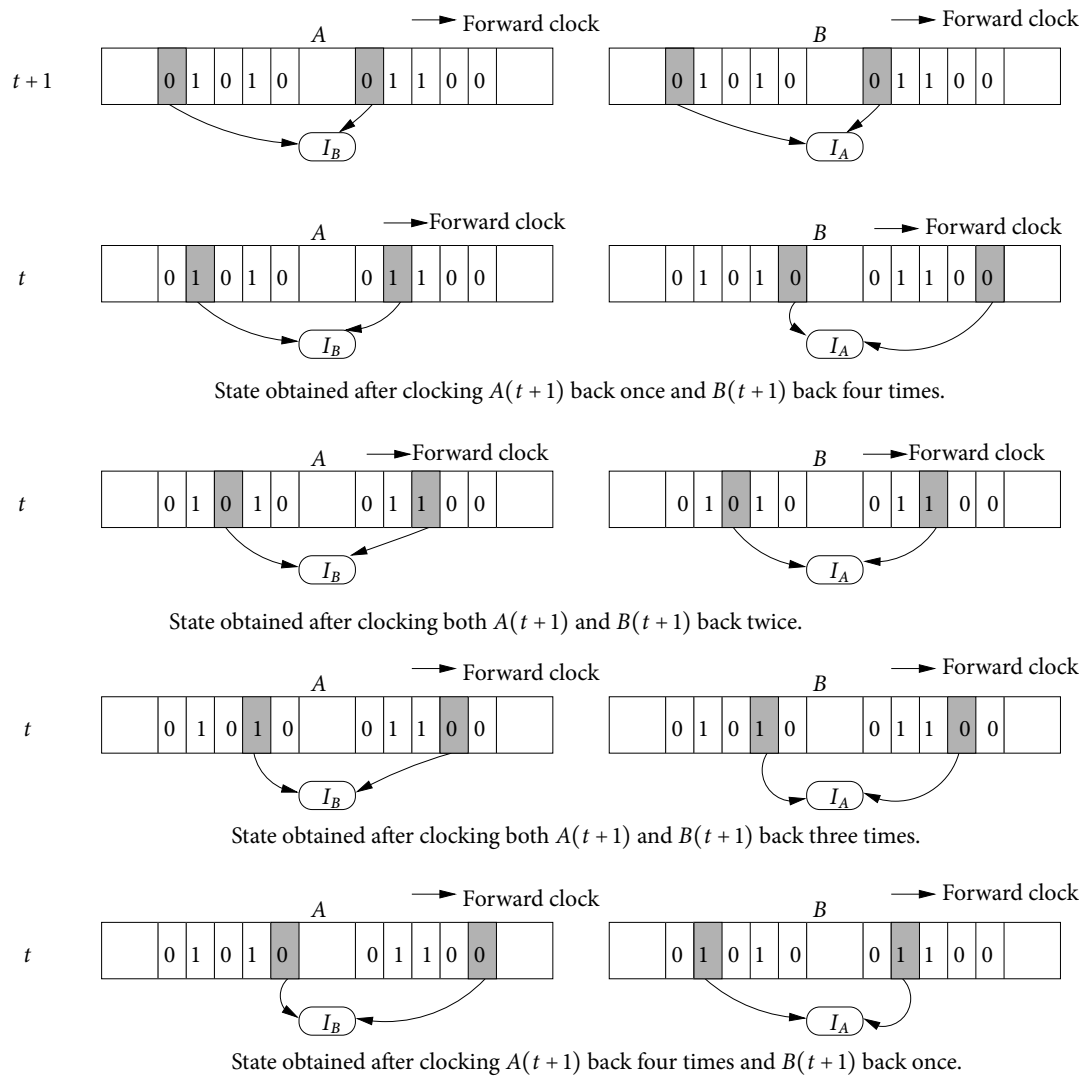 A → Forward clock B → Forward clock
t + 1 0 1 0 1 0 0 1 1 0 0 0 1 0 1 0 0 1 1 0 0
I_B I_A
A → Forward clock B → Forward clock
t 0 1 0 1 0 0 1 1 0 0 0 1 0 1 0 0 1 1 0 0
I_B I_A
State obtained after clocking A(t + 1) back once and B(t + 1) back four times.
A → Forward clock B → Forward clock
t 0 1 0 1 0 0 1 1 0 0 0 1 0 1 0 0 1 1 0 0
I_B I_A
State obtained after clocking both A(t + 1) and B(t + 1) back twice.
A → Forward clock B → Forward clock
t 0 1 0 1 0 0 1 1 0 0 0 1 0 1 0 0 1 1 0 0
I_B I_A
State obtained after clocking both A(t + 1) and B(t + 1) back three times.
A → Forward clock B → Forward clock
t 0 1 0 1 0 0 1 1 0 0 0 1 0 1 0 0 1 1 0 0
I_B I_A
State obtained after clocking A(t + 1) back four times and B(t + 1) back once.